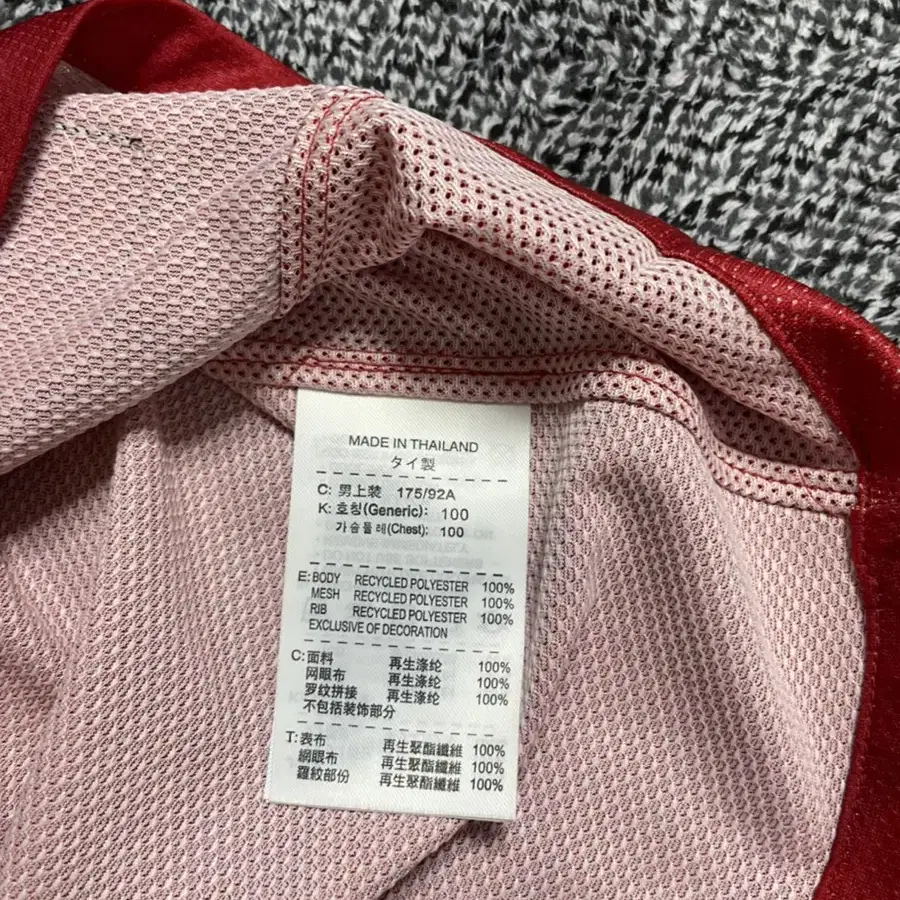 MADE IN THAILAND
タイ製
C: 男上装 175/92A
K: 호칭(Generic): 100
가슴둘레(Chest): 100
E: BODY RECYCLED POLYESTER 100%
MESH RECYCLED POLYESTER 100%
RIB RECYCLED POLYESTER 100%
EXCLUSIVE OF DECORATION
C: 面料 再生涤纶 100%
网眼布 再生涤纶 100%
罗纹拼接 再生涤纶 100%
不包括装饰部分
T: 表布 再生聚酯纖維 100%
網眼布 再生聚酯纖維 100%
羅紋部份 再生聚酯纖維 100%